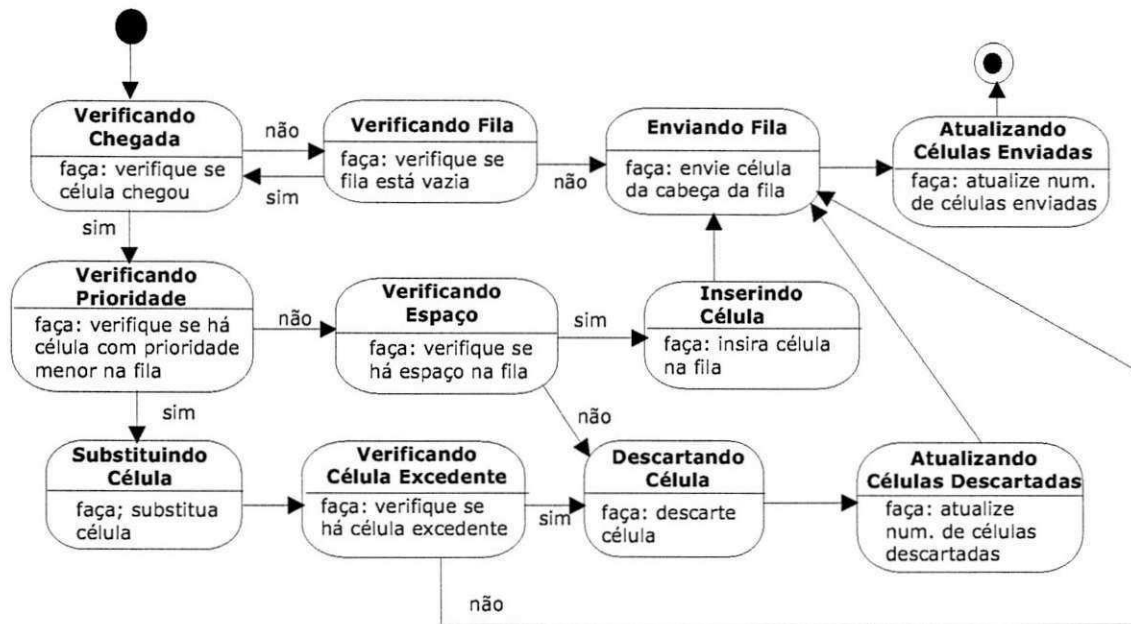 Verificando
Chegada
faça: verifique se
célula chegou
não
sim
Verificando Fila
faça: verifique se
fila está vazia
não
Enviando Fila
faça: envie célula
da cabeça da fila
Atualizando
Células Enviadas
faça: atualize num.
de células enviadas
sim
Verificando
Prioridade
faça: verifique se há
célula com prioridade
menor na fila
não
Verificando
Espaço
faça: verifique se
há espaço na fila
sim
Inserindo
Célula
faça: insira célula
na fila
sim
não
Substituindo
Célula
faça; substitua
célula
Verificando
Célula Excedente
faça: verifique se
há célula excedente
sim
Descartando
Célula
faça: descarte
célula
Atualizando
Células Descartadas
faça: atualize
num. de células
descartadas
não